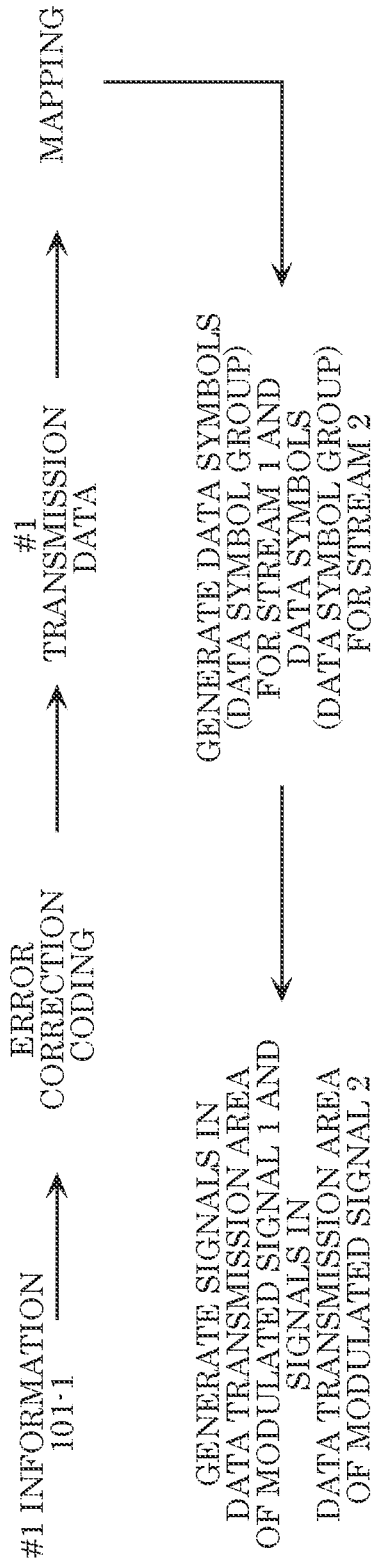 #1 INFORMATION
101-1
ERROR
CORRECTION
CODING
#1
TRANSMISSION
DATA
MAPPING
GENERATE DATA SYMBOLS
(DATA SYMBOL GROUP)
FOR STREAM 1 AND
DATA SYMBOLS
(DATA SYMBOL GROUP)
FOR STREAM 2
GENERATE SIGNALS IN
DATA TRANSMISSION AREA
OF MODULATED SIGNAL 1 AND
SIGNALS IN
DATA TRANSMISSION AREA
OF MODULATED SIGNAL 2